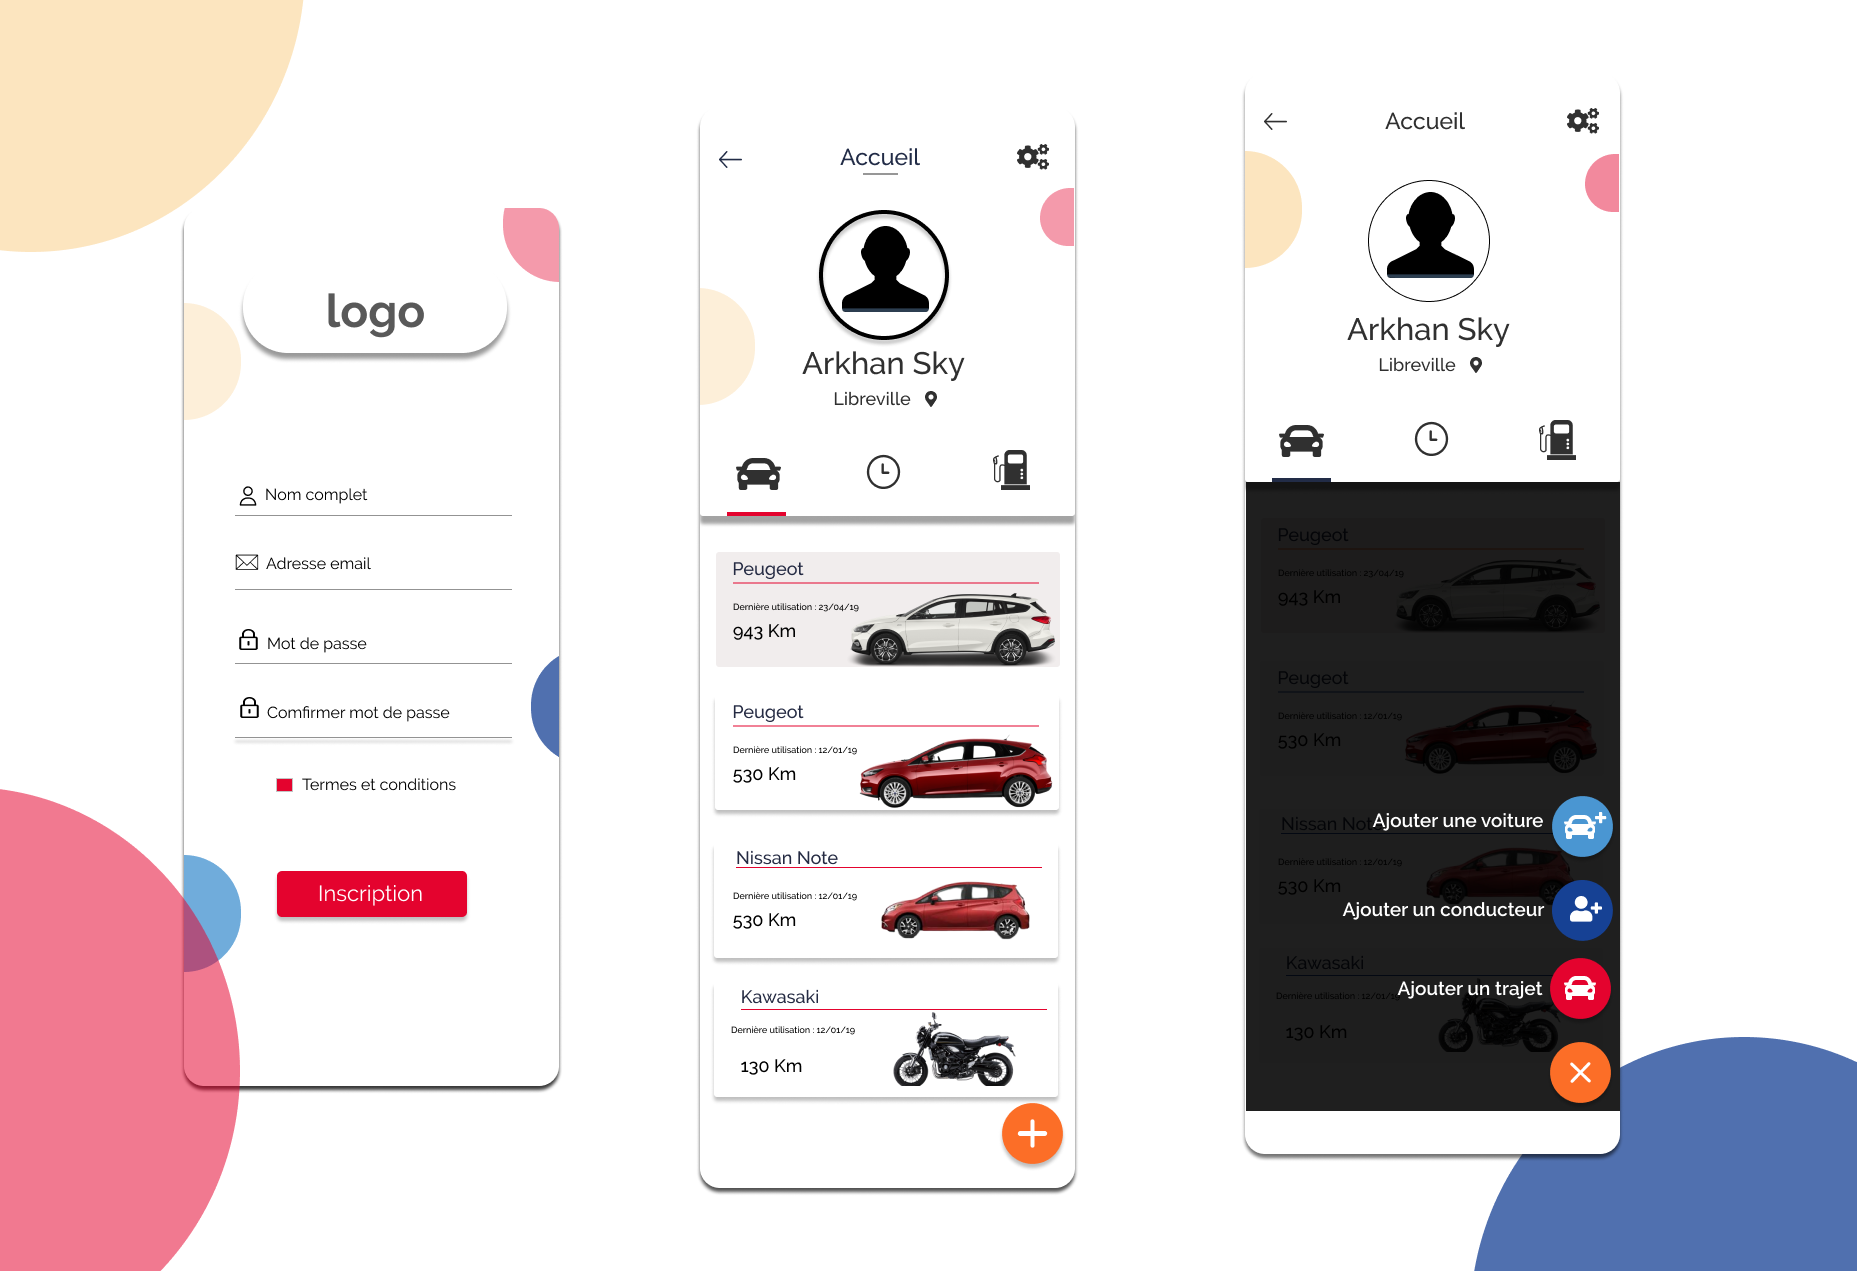 logo
Nom complet
Adresse email
Mot de passe
Comfirmer mot de passe
Termes et conditions
Inscription
Accueil
Arkhan Sky
Libreville
Peugeot
Dernière utilisation : 23/04/19
943 Km
Peugeot
Dernière utilisation : 12/01/19
530 Km
Nissan Note
Dernière utilisation : 12/01/19
530 Km
Kawasaki
Dernière utilisation : 12/01/19
130 Km
Accueil
Arkhan Sky
Libreville
Peugeot
Dernière utilisation : 23/04/19
943 Km
Peugeot
Dernière utilisation : 12/01/19
530 Km
Ajouter une voiture
Nissan Note
Dernière utilisation : 12/01/19
530 Km
Ajouter un conducteur
Kawasaki
Ajouter un trajet
Dernière utilisation : 12/01/19
130 Km